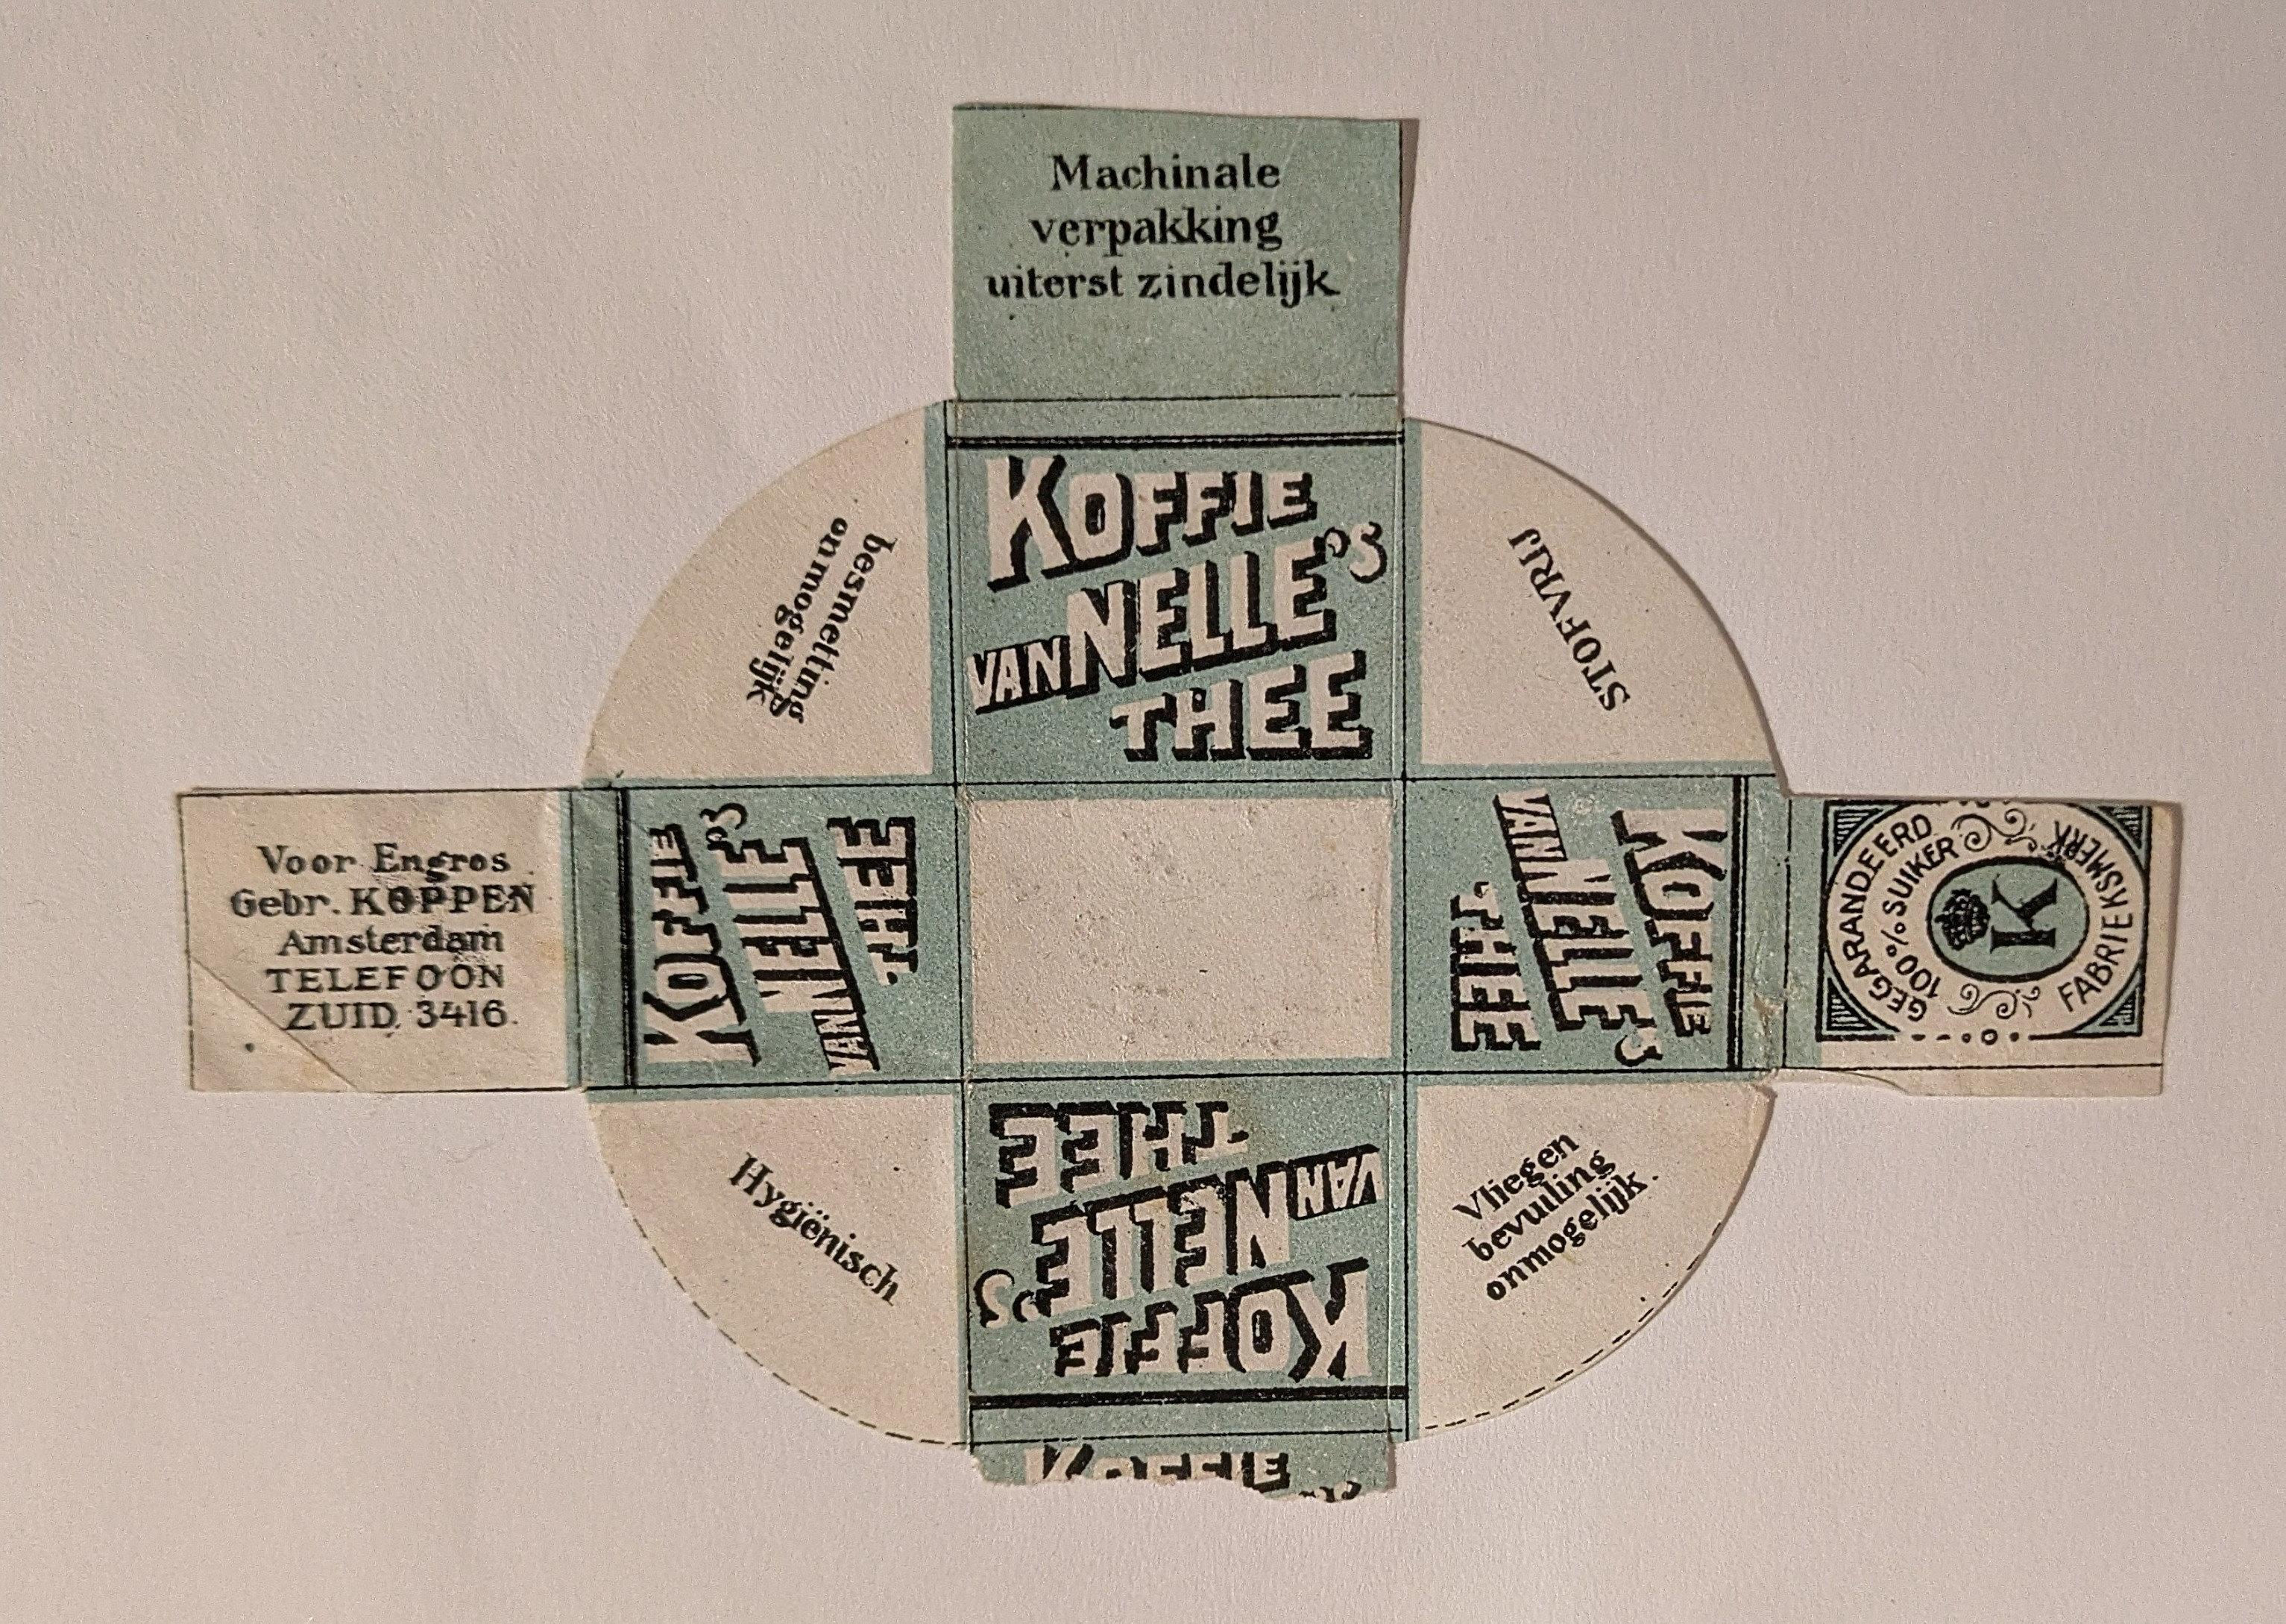 Machinale
verpakking
uiterst zindelijk
besmetting
onmogelijk
KOFFIE
VAN NELLE'S
THEE
STOFVRIJ
Voor Engros
Gebr. KOPPEN
Amsterdam
TELEFOON
ZUID. 3416.
KOFFIE
VAN NELLE'S
THEE
KOFFIE
VAN NELLE'S
THEE
GEGARANDEERD
100% SUIKER
K
FABRIEKSMERK
Hygiënisch
KOFFIE
VAN NELLE'S
THEE
Vliegen
bevuiling
onmogelijk.
KOFFIE